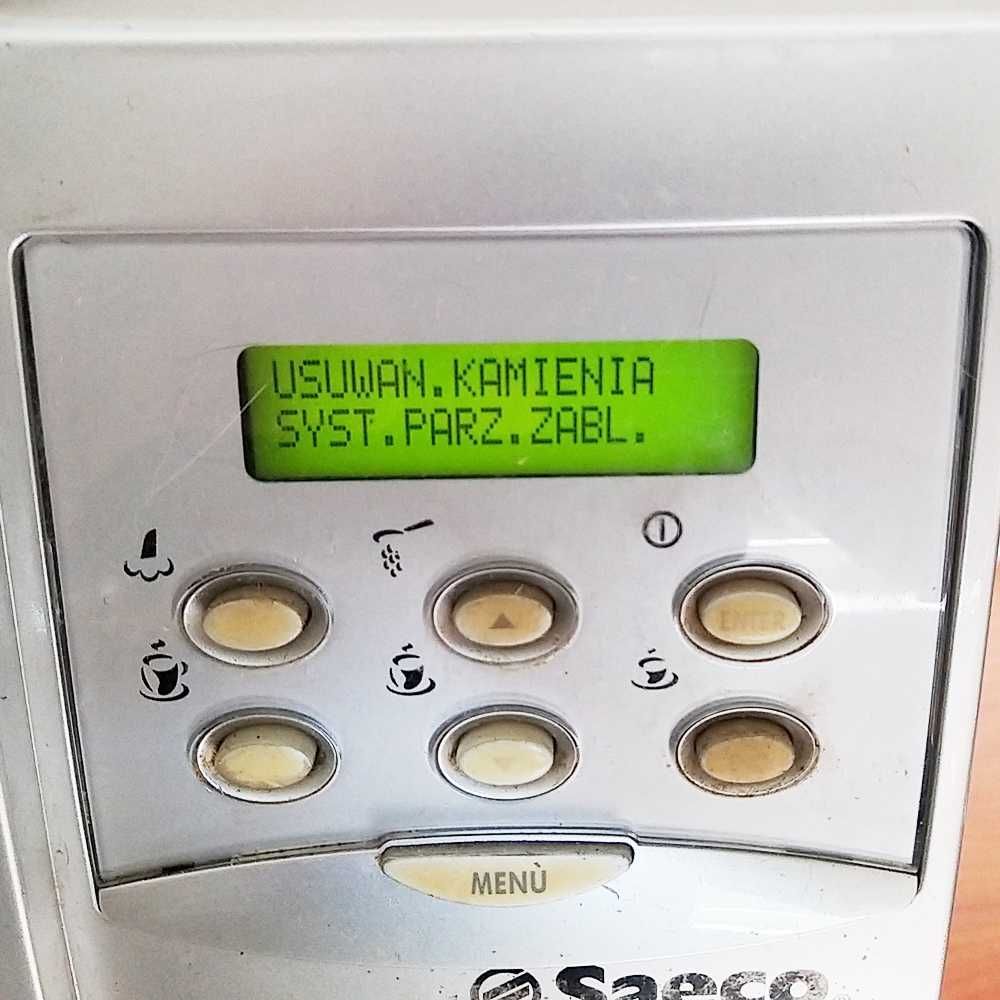 USUWAN.KAMIENIA
SYST.PARZ.ZABL.
ENTER
MENÙ
Saeco